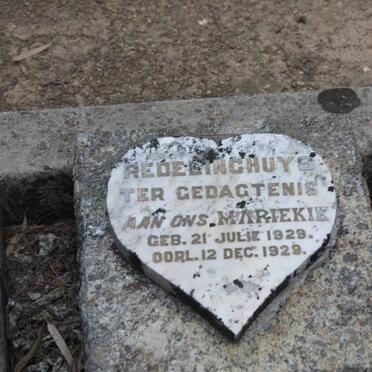 REDELINGHUYS
TER GEDAGTENIS
AAN ONS MARIEKIE
GEB. 21 JULIE 1929.
OORL. 12 DEC. 1929.